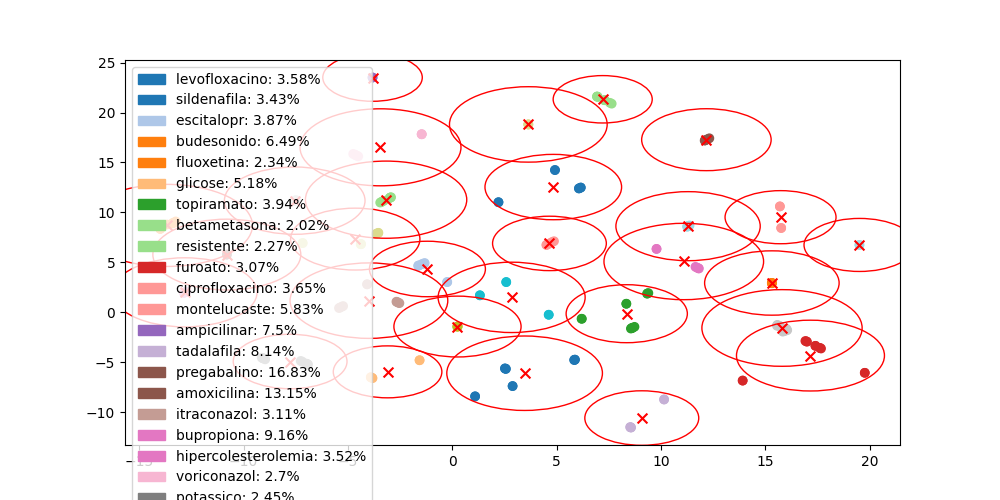 25
20
15
10
5
0
−5
−10
levofloxacino: 3.58%
sildenafila: 3.43%
escitalopr: 3.87%
budesonido: 6.49%
fluoxetina: 2.34%
glicose: 5.18%
topiramato: 3.94%
betametasona: 2.02%
resistente: 2.27%
furoato: 3.07%
ciprofloxacino: 3.65%
montelucaste: 5.83%
ampicilinar: 7.5%
tadalafila: 8.14%
pregabalino: 16.83%
amoxicilina: 13.15%
itraconazol: 3.11%
bupropiona: 9.16%
hipercolesterolemia: 3.52%
voriconazol: 2.7%
potassico: 2.45%
−15 −10 −5 0 5 10 15 20